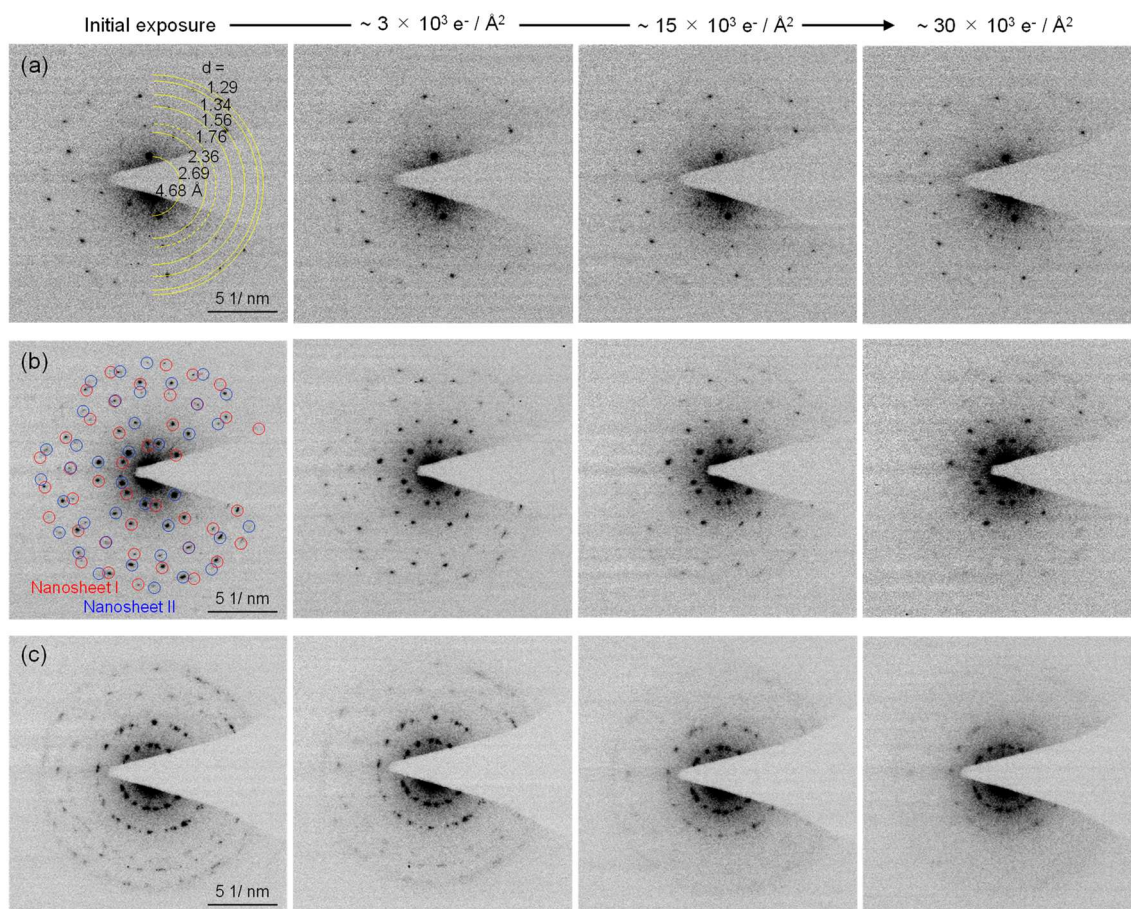 Initial exposure ~ 3 × 10³ e⁻ / Å² ~ 15 × 10³ e⁻ / Å² ~ 30 × 10³ e⁻ / Å²
(a)
d =
1.29
1.34
1.56
1.76
2.36
2.69
4.68 Å
5 1/ nm
(b)
Nanosheet I
Nanosheet II
5 1/ nm
(c)
5 1/ nm